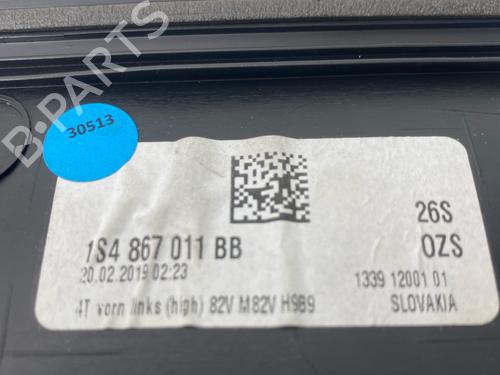 B-PARTS
30513
26S
1S4 867 011 BB
OZS
20.02.2019 02:23
1339 12001 01
4T vorn links (high) 82V M82V H9B9
SLOVAKIA